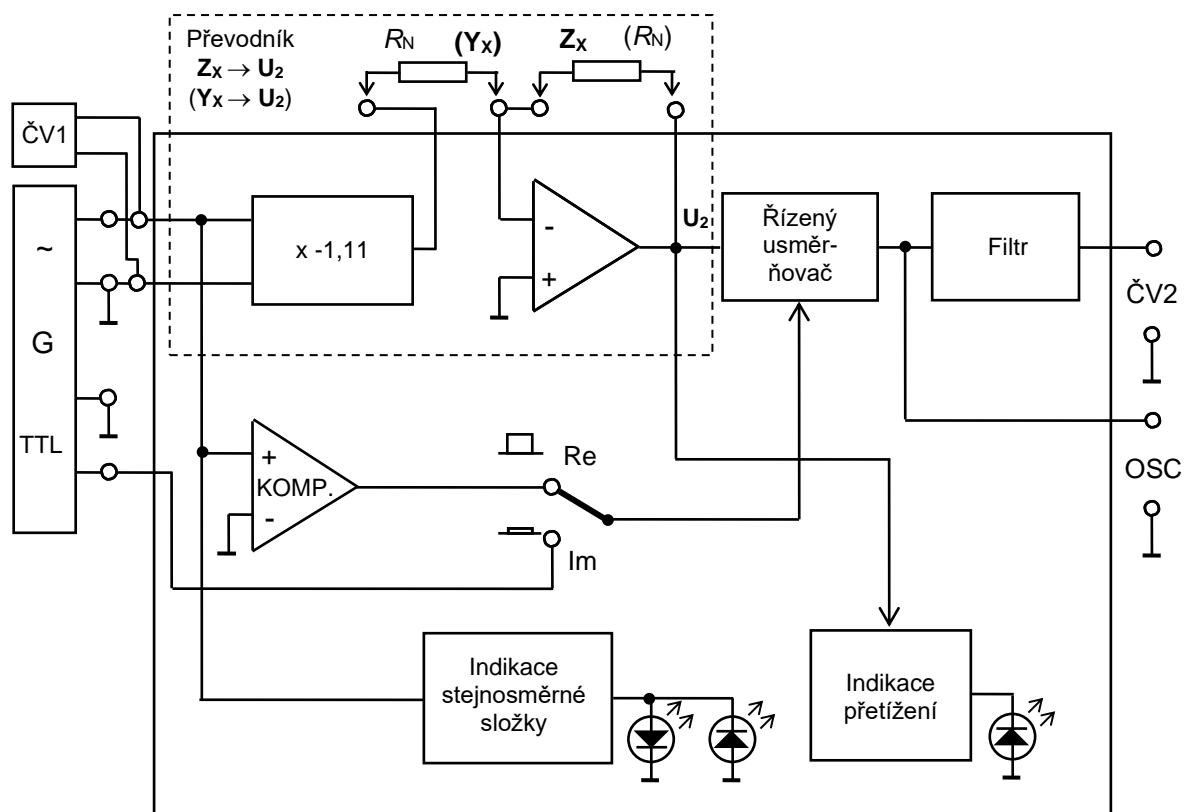 Převodník
Zx → U2
(Yx → U2)
RN
(Yx)
Zx
(RN)
ČV1
~
G
TTL
x -1,11
-
+
U2
Řízený
usměr-
ňovač
Filtr
ČV2
OSC
+
KOMP.
-
Re
Im
Indikace
stejnosměrné
složky
Indikace
přetížení